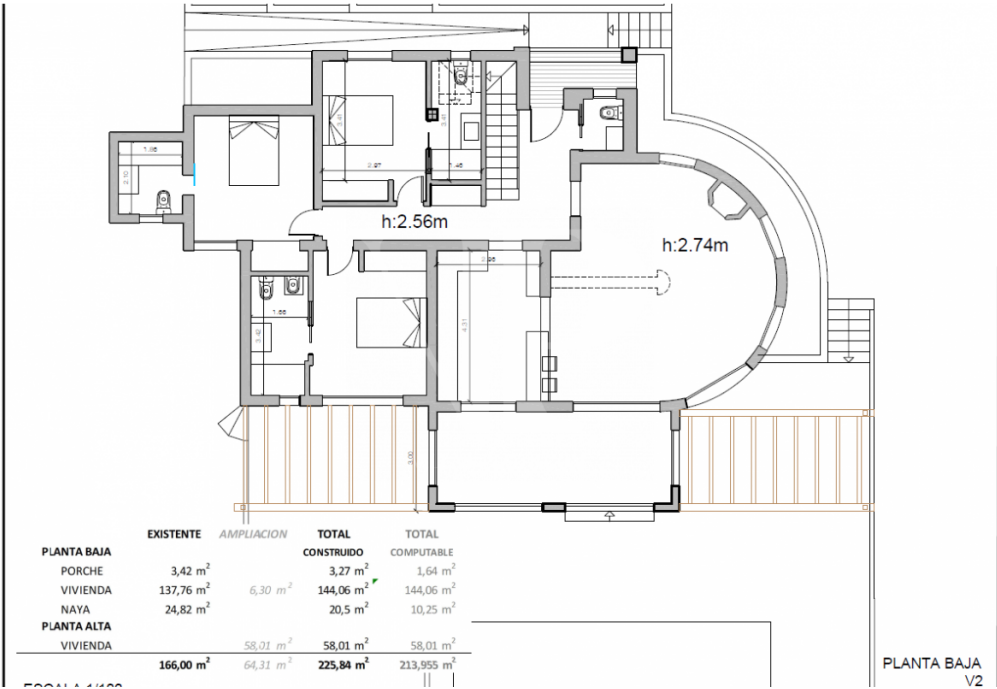 1.86
2.10
3.41
2.97
3.41
1.46
h:2.56m
h:2.74m
2.98
4.31
1.66
3.42
3.00
EXISTENTE AMPLIACION TOTAL TOTAL
PLANTA BAJA CONSTRUIDO COMPUTABLE
PORCHE 3,42 m² 3,27 m² 1,64 m²
VIVIENDA 137,76 m² 6,30 m² 144,06 m² 144,06 m²
NAYA 24,82 m² 20,5 m² 10,25 m²
PLANTA ALTA
VIVIENDA 58,01 m² 58,01 m² 58,01 m²
166,00 m² 64,31 m² 225,84 m² 213,955 m²
PLANTA BAJA
V2